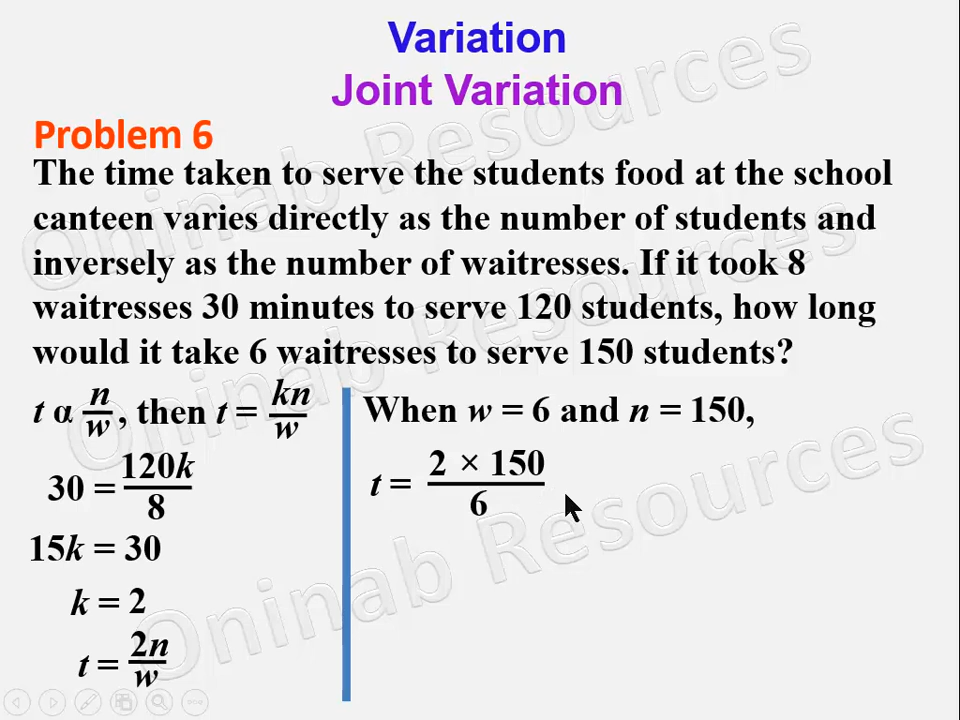 Variation
Joint Variation
Problem 6
The time taken to serve the students food at the school
canteen varies directly as the number of students and
inversely as the number of waitresses. If it took 8
waitresses 30 minutes to serve 120 students, how long
would it take 6 waitresses to serve 150 students?
t α n/w, then t = kn/w
30 = 120k/8
15k = 30
k = 2
t = 2n/w
When w = 6 and n = 150,
t = 2 × 150/6
Oninab Resources
Oninab Resources
Oninab Resources